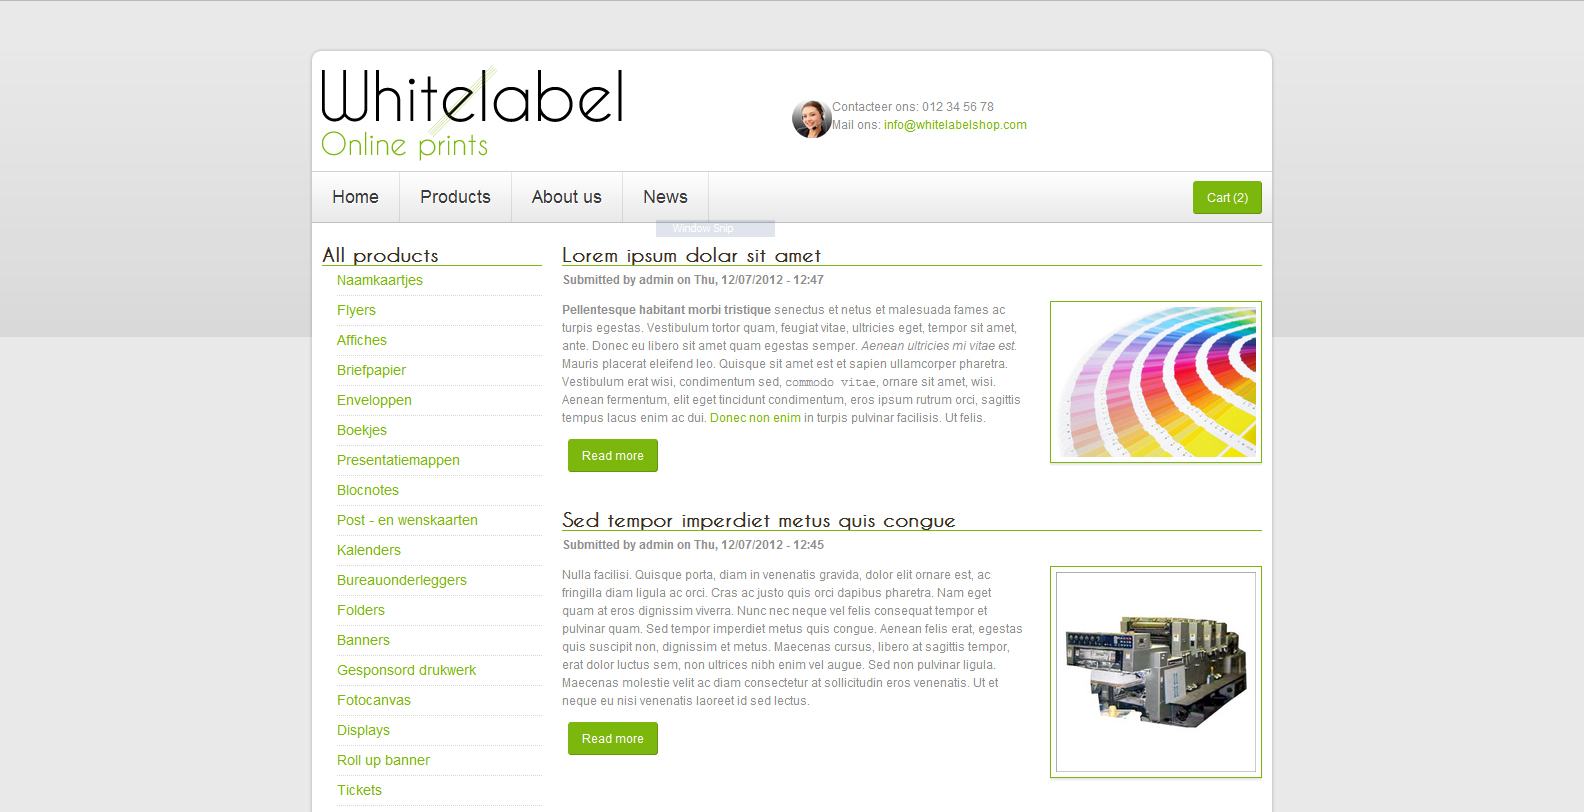 Whitelabel
Online prints
Contacteer ons: 012 34 56 78
Mail ons: info@whitelabelshop.com
Home
Products
About us
News
Cart (2)
Window Snip
All products
Naamkaartjes
Flyers
Affiches
Briefpapier
Enveloppen
Boekjes
Presentatiemappen
Blocnotes
Post - en wenskaarten
Kalenders
Bureauonderleggers
Folders
Banners
Gesponsord drukwerk
Fotocanvas
Displays
Roll up banner
Tickets
Lorem ipsum dolar sit amet
Submitted by admin on Thu, 12/07/2012 - 12:47
Pellentesque habitant morbi tristique senectus et netus et malesuada fames ac
turpis egestas. Vestibulum tortor quam, feugiat vitae, ultricies eget, tempor sit amet,
ante. Donec eu libero sit amet quam egestas semper. Aenean ultricies mi vitae est.
Mauris placerat eleifend leo. Quisque sit amet est et sapien ullamcorper pharetra.
Vestibulum erat wisi, condimentum sed, commodo vitae, ornare sit amet, wisi.
Aenean fermentum, elit eget tincidunt condimentum, eros ipsum rutrum orci, sagittis
tempus lacus enim ac dui. Donec non enim in turpis pulvinar facilisis. Ut felis.
Read more
Sed tempor imperdiet metus quis congue
Submitted by admin on Thu, 12/07/2012 - 12:45
Nulla facilisi. Quisque porta, diam in venenatis gravida, dolor elit ornare est, ac
fringilla diam ligula ac orci. Cras ac justo quis orci dapibus pharetra. Nam eget
quam at eros dignissim viverra. Nunc nec neque vel felis consequat tempor et
pulvinar quam. Sed tempor imperdiet metus quis congue. Aenean felis erat, egestas
quis suscipit non, dignissim et metus. Maecenas cursus, libero at sagittis tempor,
erat dolor luctus sem, non ultrices nibh enim vel augue. Sed non pulvinar ligula.
Maecenas molestie velit ac diam consectetur at sollicitudin eros venenatis. Ut et
neque eu nisi venenatis laoreet id sed lectus.
Read more